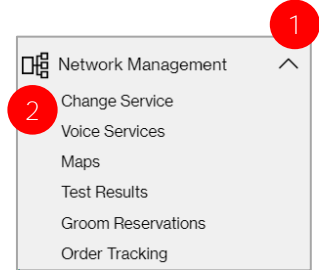 1
Network Management
2
Change Service
Voice Services
Maps
Test Results
Groom Reservations
Order Tracking